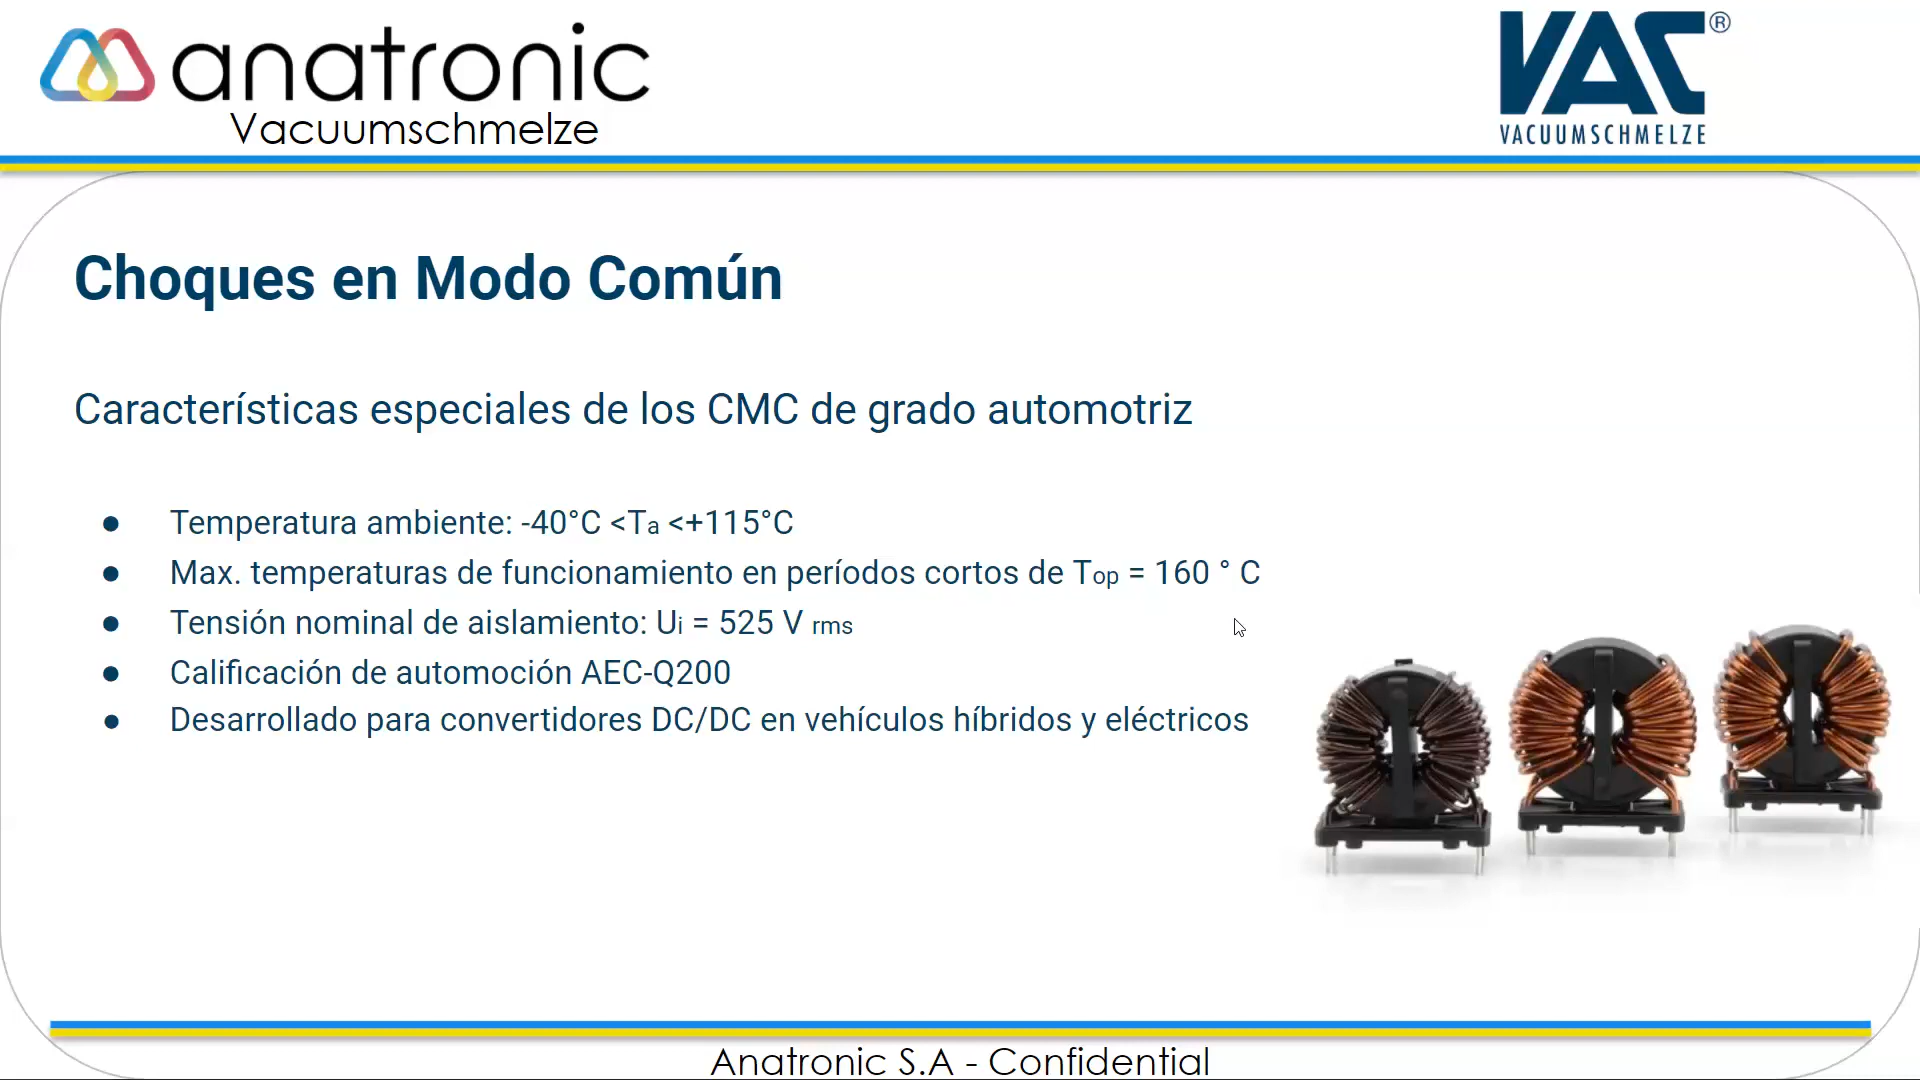 anatronic
Vacuumschmelze
VAC®
VACUUMSCHMELZE
Choques en Modo Común
Características especiales de los CMC de grado automotriz
● Temperatura ambiente: -40°C <Ta <+115°C
● Max. temperaturas de funcionamiento en períodos cortos de Top = 160 ° C
● Tensión nominal de aislamiento: Ui = 525 V rms
● Calificación de automoción AEC-Q200
● Desarrollado para convertidores DC/DC en vehículos híbridos y eléctricos
Anatronic S.A - Confidential